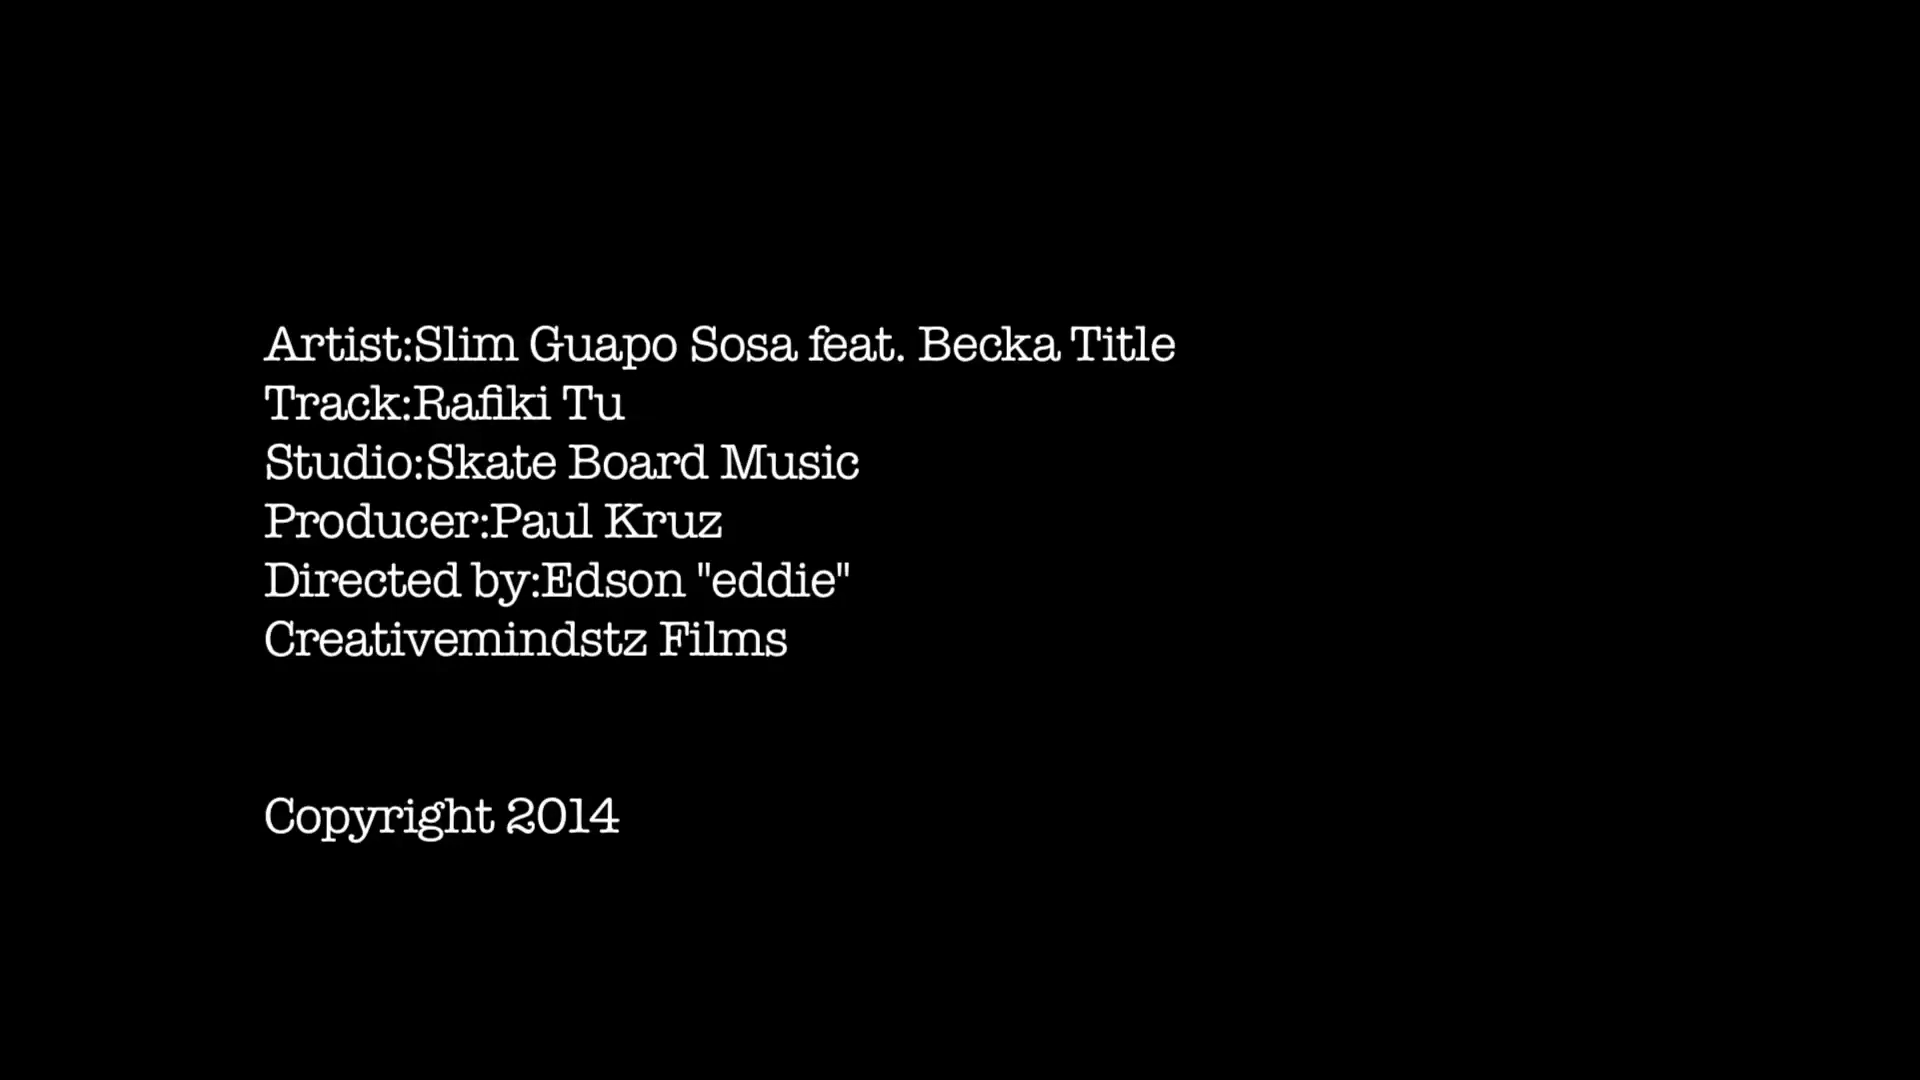 Artist:Slim Guapo Sosa feat. Becka Title
Track:Rafiki Tu
Studio:Skate Board Music
Producer:Paul Kruz
Directed by:Edson "eddie"
Creativemindstz Films
Copyright 2014